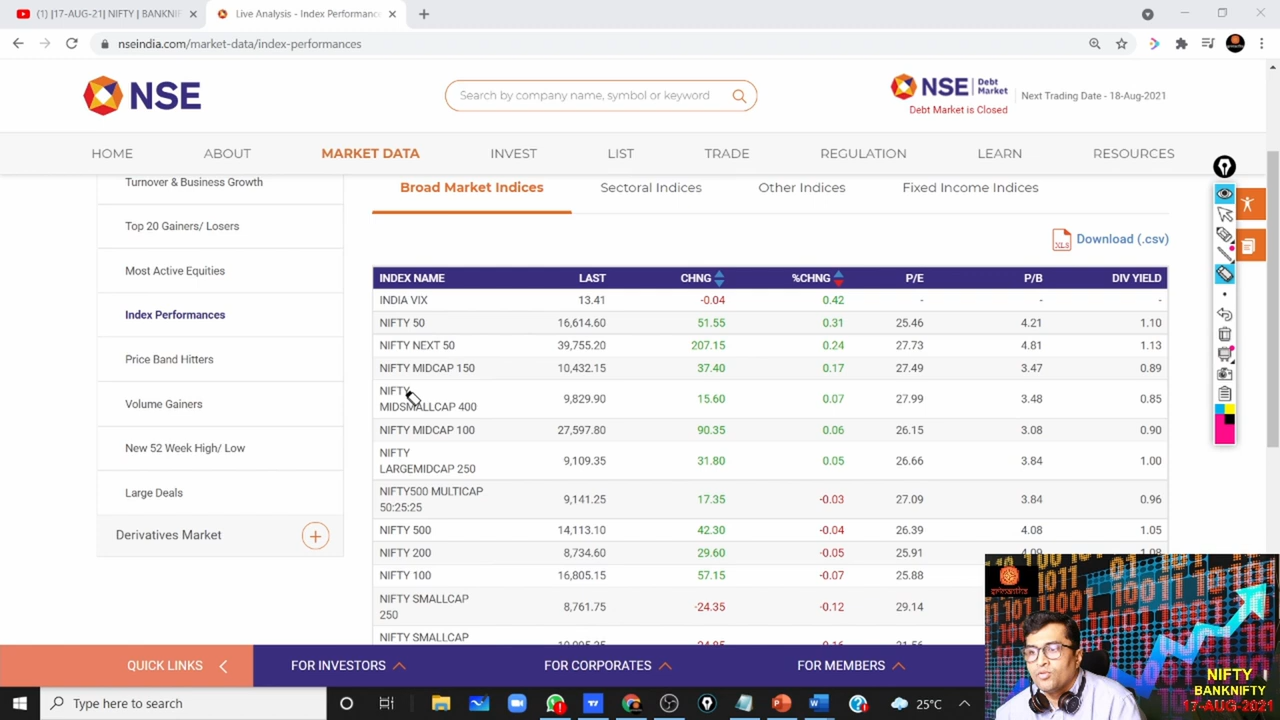 (1) |17-AUG-21| NIFTY | BANKNIF
Live Analysis - Index Performanc
nseindia.com/market-data/index-performances
NSE
Search by company name, symbol or keyword
NSE Debt Market
Debt Market is Closed
Next Trading Date - 18-Aug-2021
HOME ABOUT MARKET DATA INVEST LIST TRADE REGULATION LEARN RESOURCES
Turnover & Business Growth
Top 20 Gainers/ Losers
Most Active Equities
Index Performances
Price Band Hitters
Volume Gainers
New 52 Week High/ Low
Large Deals
Derivatives Market
Broad Market Indices Sectoral Indices Other Indices Fixed Income Indices
XLS Download (.csv)
INDEX NAME LAST CHNG %CHNG P/E P/B DIV YIELD
INDIA VIX 13.41 -0.04 0.42 - - -
NIFTY 50 16,614.60 51.55 0.31 25.46 4.21 1.10
NIFTY NEXT 50 39,755.20 207.15 0.24 27.73 4.81 1.13
NIFTY MIDCAP 150 10,432.15 37.40 0.17 27.49 3.47 0.89
NIFTY
MIDSMALLCAP 400 9,829.90 15.60 0.07 27.99 3.48 0.85
NIFTY MIDCAP 100 27,597.80 90.35 0.06 26.15 3.08 0.90
NIFTY
LARGEMIDCAP 250 9,109.35 31.80 0.05 26.66 3.84 1.00
NIFTY500 MULTICAP
50:25:25 9,141.25 17.35 -0.03 27.09 3.84 0.96
NIFTY 500 14,113.10 42.30 -0.04 26.39 4.08 1.05
NIFTY 200 8,734.60 29.60 -0.05 25.91 4.09 1.08
NIFTY 100 16,805.15 57.15 -0.07 25.88
NIFTY SMALLCAP
250 8,761.75 -24.35 -0.12 29.14
NIFTY SMALLCAP
QUICK LINKS FOR INVESTORS FOR CORPORATES FOR MEMBERS
NIFTY
BANKNIFTY
17-AUG-2021
Type here to search
25°C